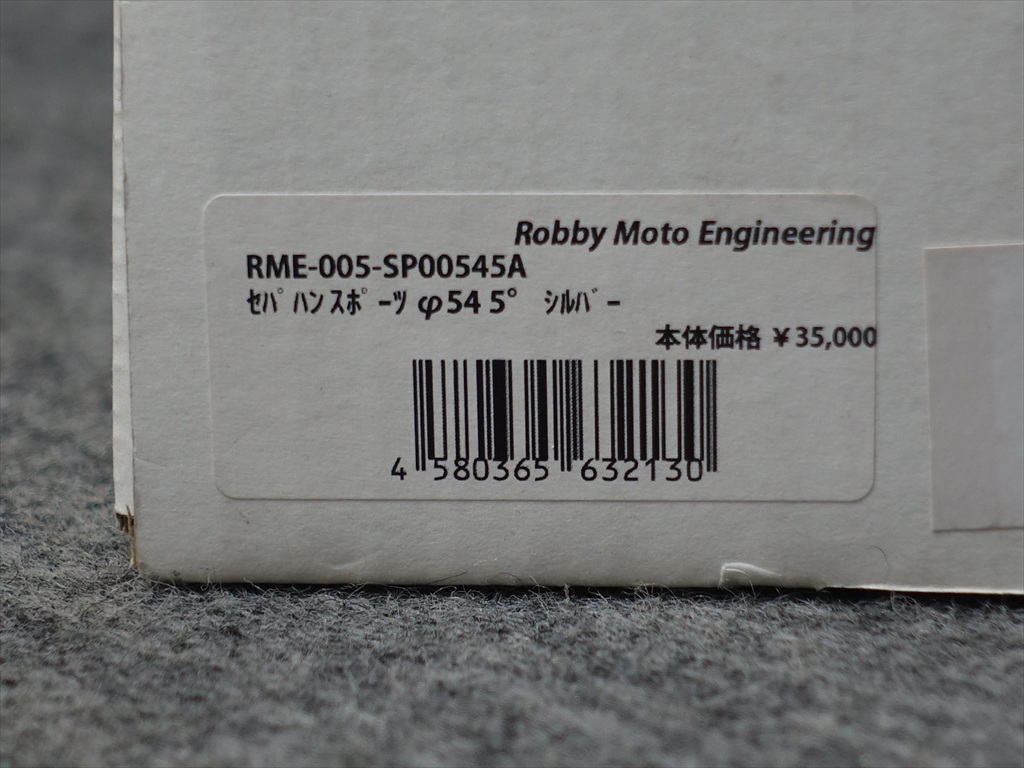 Robby Moto Engineering
RME-005-SP00545A
ｾﾊﾟﾊﾝｽﾎﾟｰﾂ φ54 5° ｼﾙﾊﾞｰ
本体価格 ￥35,000
4 580365 632130